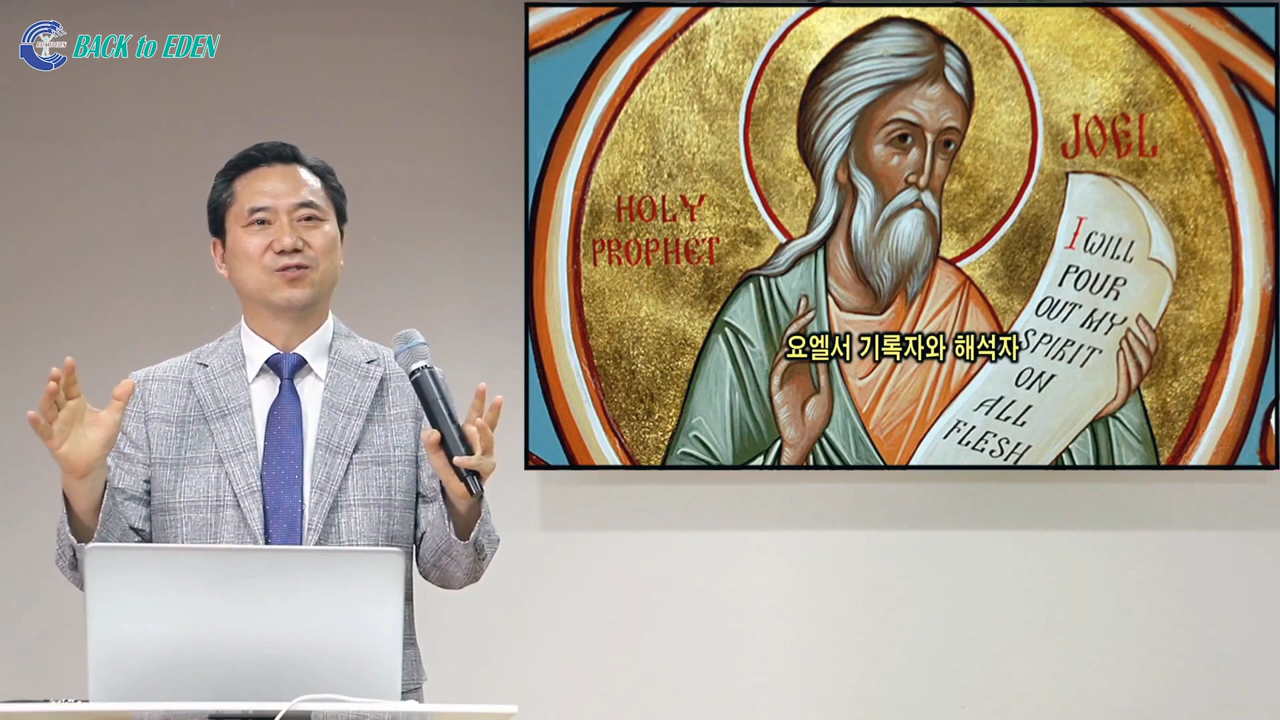 BACK to EDEN
HOLY
PROPHET
JOEL
I WILL
POUR
OUT MY
SPIRIT
ON
ALL
FLESH
요엘서 기록자와 해석자